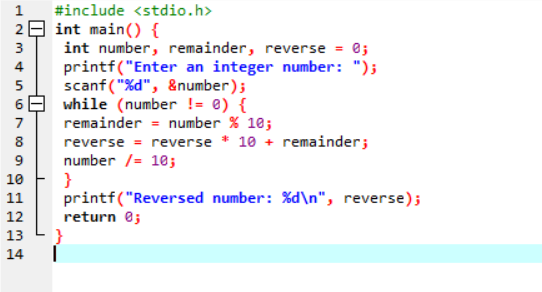 1 #include <stdio.h>
2 int main() {
3 int number, remainder, reverse = 0;
4 printf("Enter an integer number: ");
5 scanf("%d", &number);
6 while (number != 0) {
7 remainder = number % 10;
8 reverse = reverse * 10 + remainder;
9 number /= 10;
10 }
11 printf("Reversed number: %d\n", reverse);
12 return 0;
13 }
14